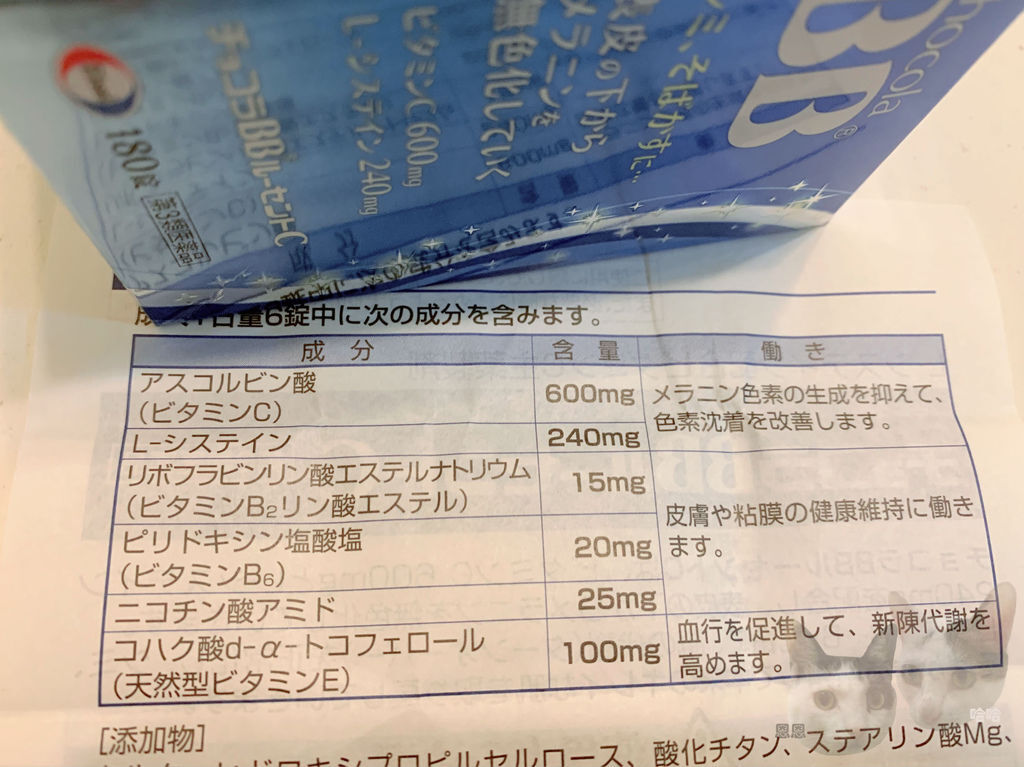 hocola
BB®
ミ、そばかすに…
皮の下から
メラニンを
無色化していく
ビタミンC 600mg
L-システイン 240mg
チョコラBBルーセントC
180錠
第3類医薬品
日量6錠中に次の成分を含みます。
成分 含量 働き
アスコルビン酸
(ビタミンC)
600mg
メラニン色素の生成を抑えて、
色素沈着を改善します。
L-システイン 240mg
リボフラビンリン酸エステルナトリウム
(ビタミンB₂リン酸エステル)
15mg
皮膚や粘膜の健康維持に働き
ます。
ピリドキシン塩酸塩
(ビタミンB₆)
20mg
ニコチン酸アミド 25mg
コハク酸d-α-トコフェロール
(天然型ビタミンE)
100mg
血行を促進して、新陳代謝を
高めます。
[添加物]
ドロキシプロピルセルロース、酸化チタン、ステアリン酸Mg、
恩恩
哈哈